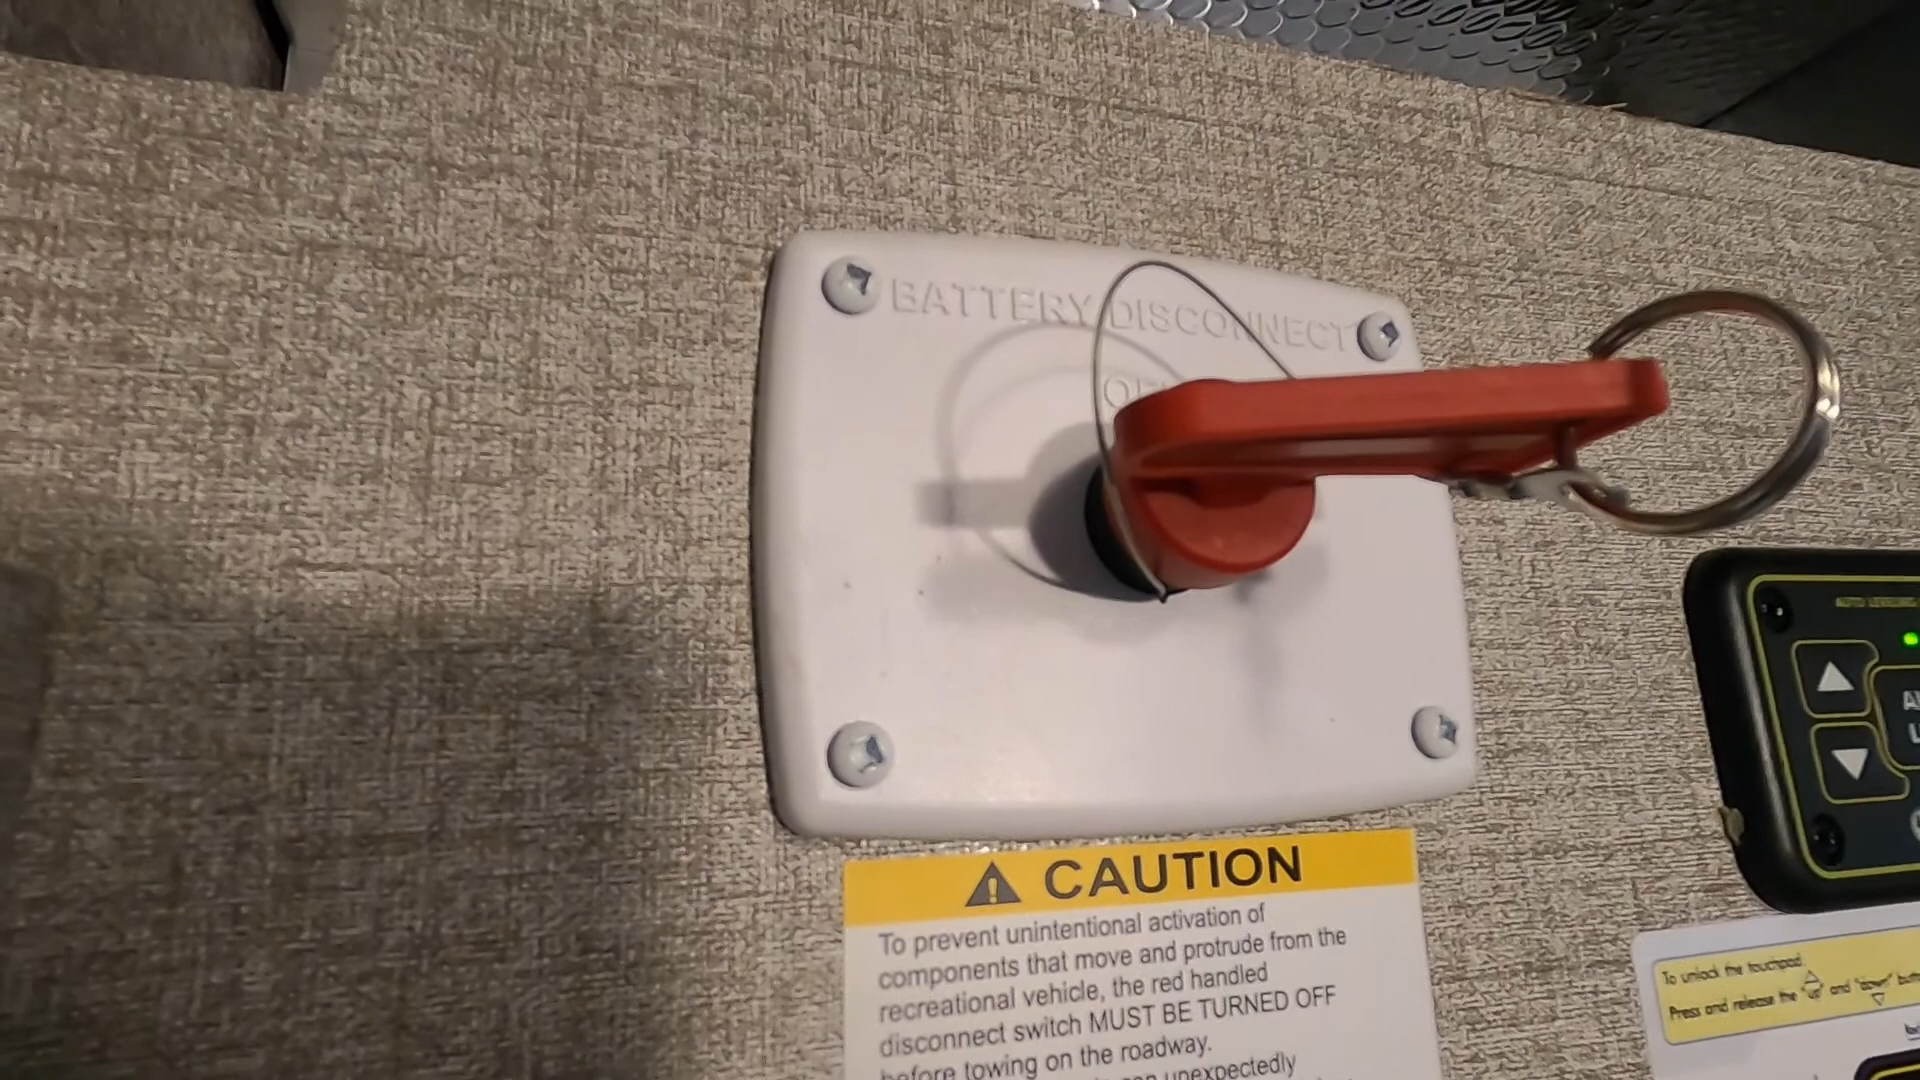 BATTERY DISCONNECT
CAUTION
To prevent unintentional activation of
components that move and protrude from the
recreational vehicle, the red handled
disconnect switch MUST BE TURNED OFF
before towing on the roadway.
unexpectedly
To unlock the touchpad
Press and release the "up" and "down"